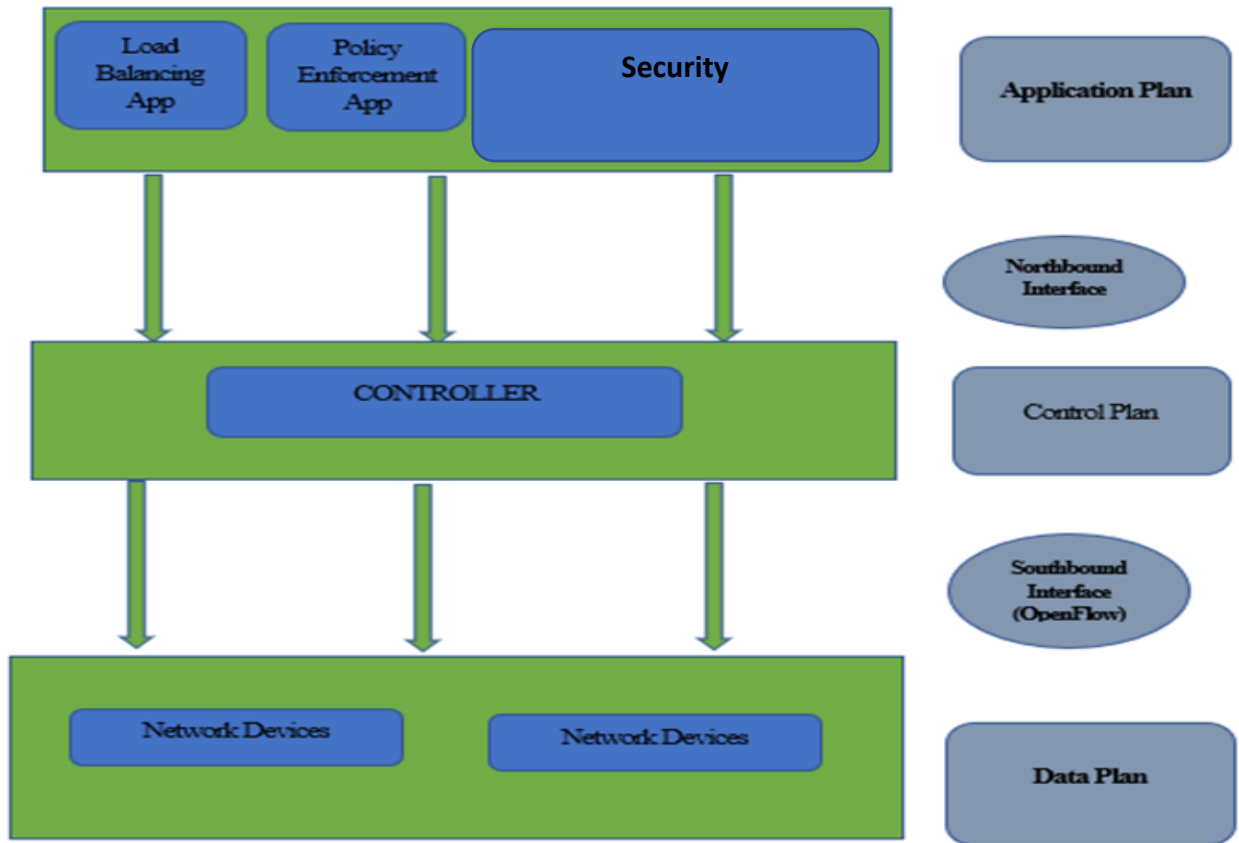 Load
Balancing
App
Policy
Enforcement
App
Security
Application Plan
Northbound
Interface
CONTROLLER
Control Plan
Southbound
Interface
(OpenFlow)
Network Devices
Network Devices
Data Plan